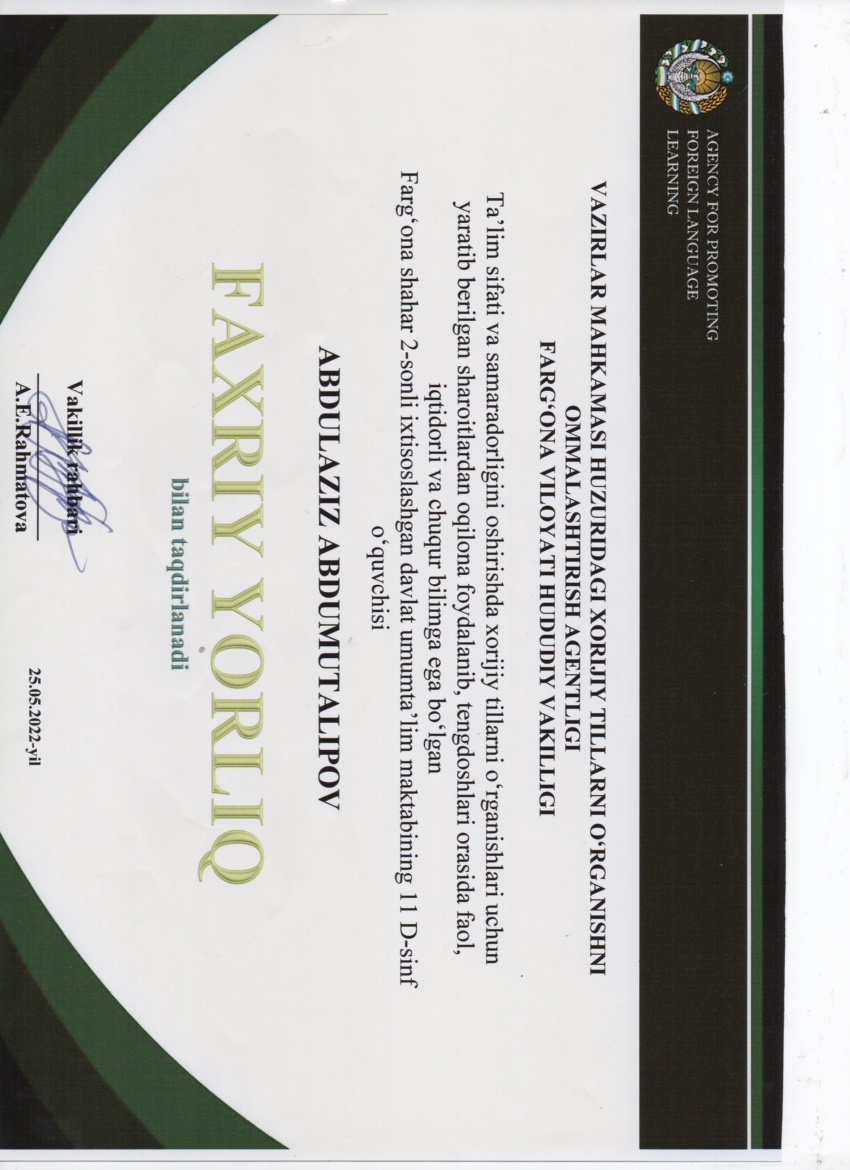 AGENCY FOR PROMOTING
FOREIGN LANGUAGE
LEARNING
VAZIRLAR MAHKAMASI HUZURIDAGI XORIJIY TILLARNI O‘RGANISHNI
OMMALASHTIRISH AGENTLIGI
FARG‘ONA VILOYATI HUDUDIY VAKILLIGI
Ta’lim sifati va samaradorligini oshirishda xorijiy tillarni o‘rganishlari uchun
yaratib berilgan sharoitlardan oqilona foydalanib, tengdoshlari orasida faol,
iqtidorli va chuqur bilimga ega bo‘lgan
Farg‘ona shahar 2-sonli ixtisoslashgan davlat umumta’lim maktabining 11 D-sinf
o‘quvchisi
ABDULAZIZ ABDUMUTALIPOV
FAXRIY YORLIQ
bilan taqdirlanadi
Vakillik rahbari
A.E.Rahmatova
25.05.2022-yil